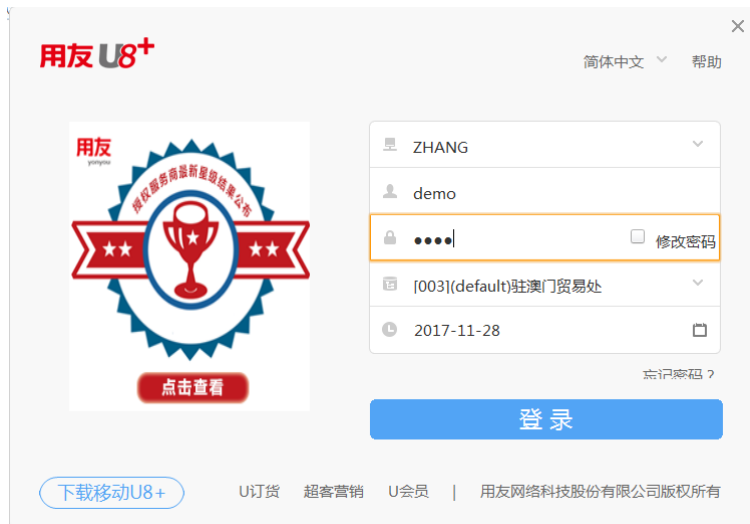 用友 U8+
简体中文 帮助
用友
yonyou
授权服务商最新星级结果公布
点击查看
ZHANG
demo
修改密码
[003](default)驻澳门贸易处
2017-11-28
忘记密码?
登录
下载移动U8+
U订货 超客营销 U会员 | 用友网络科技股份有限公司版权所有